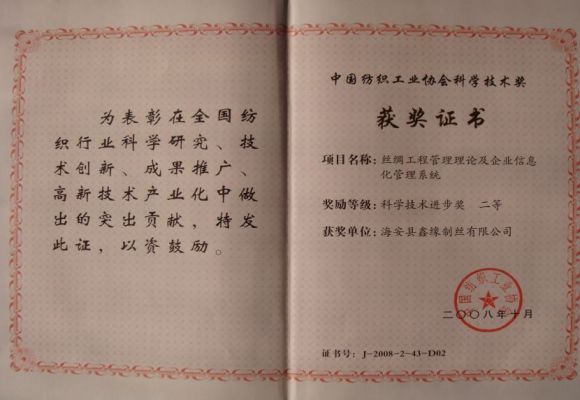 为表彰在全国纺
织行业科学研究、技
术创新、成果推广、
高新技术产业化中做
出的突出贡献，特发
此证，以资鼓励。
中国纺织工业协会科学技术奖
获奖证书
项目名称：丝绸工程管理理论及企业信息
化管理系统
奖励等级：科学技术进步奖 二等
获奖单位：海安县鑫缘制丝有限公司
中国纺织工业协会
二〇〇八年十月
证书号：J-2008-2-43-D02